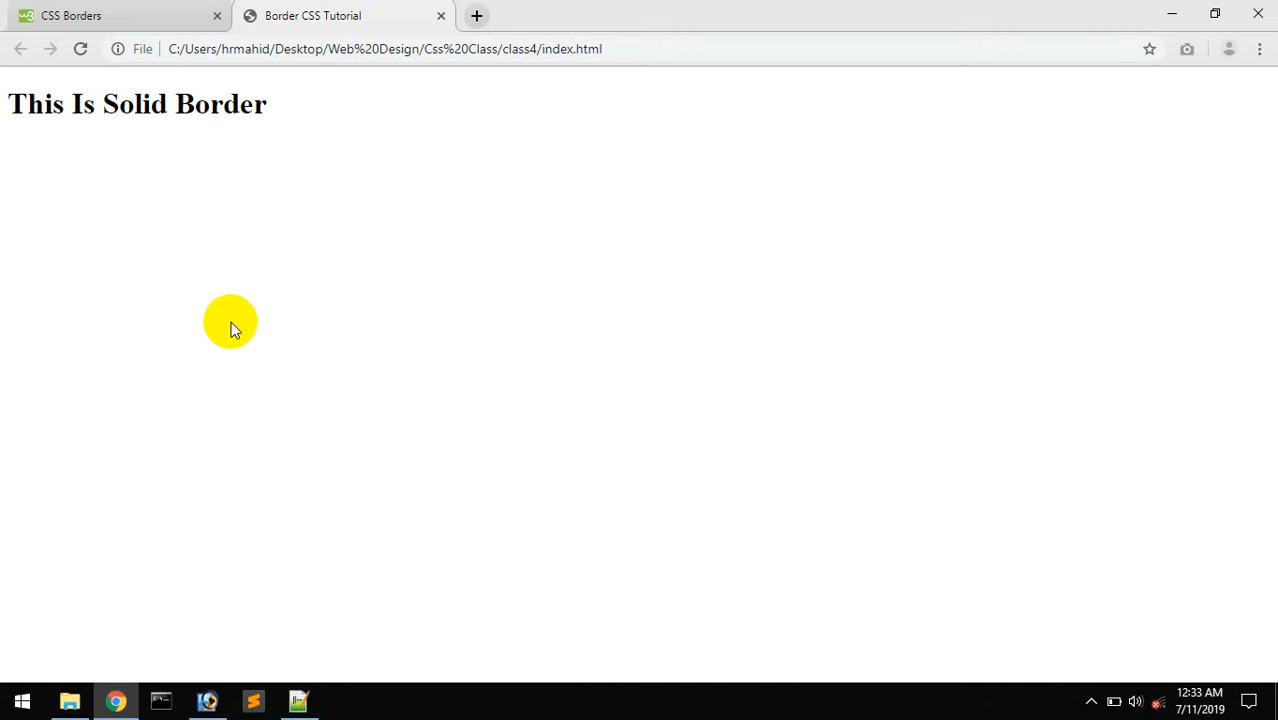 CSS Borders
Border CSS Tutorial
File
C:/Users/hrmahid/Desktop/Web%20Design/Css%20Class/class4/index.html
This Is Solid Border
12:33 AM
7/11/2019